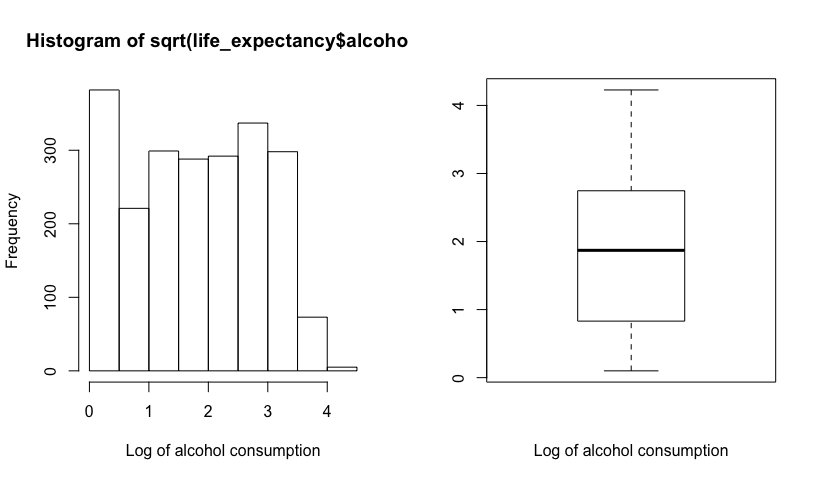 Histogram of sqrt(life_expectancy$alcoho
Frequency
300
200
100
0
0 1 2 3 4
Log of alcohol consumption
4
3
2
1
0
Log of alcohol consumption